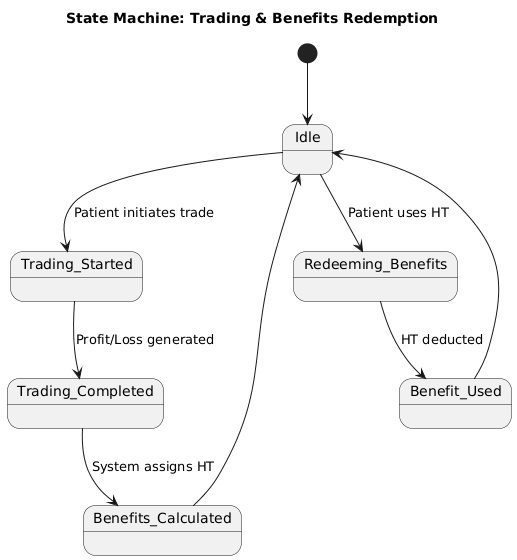 State Machine: Trading & Benefits Redemption
Idle
Patient initiates trade
Patient uses HT
Trading_Started
Redeeming_Benefits
Profit/Loss generated
HT deducted
Trading_Completed
Benefit_Used
System assigns HT
Benefits_Calculated